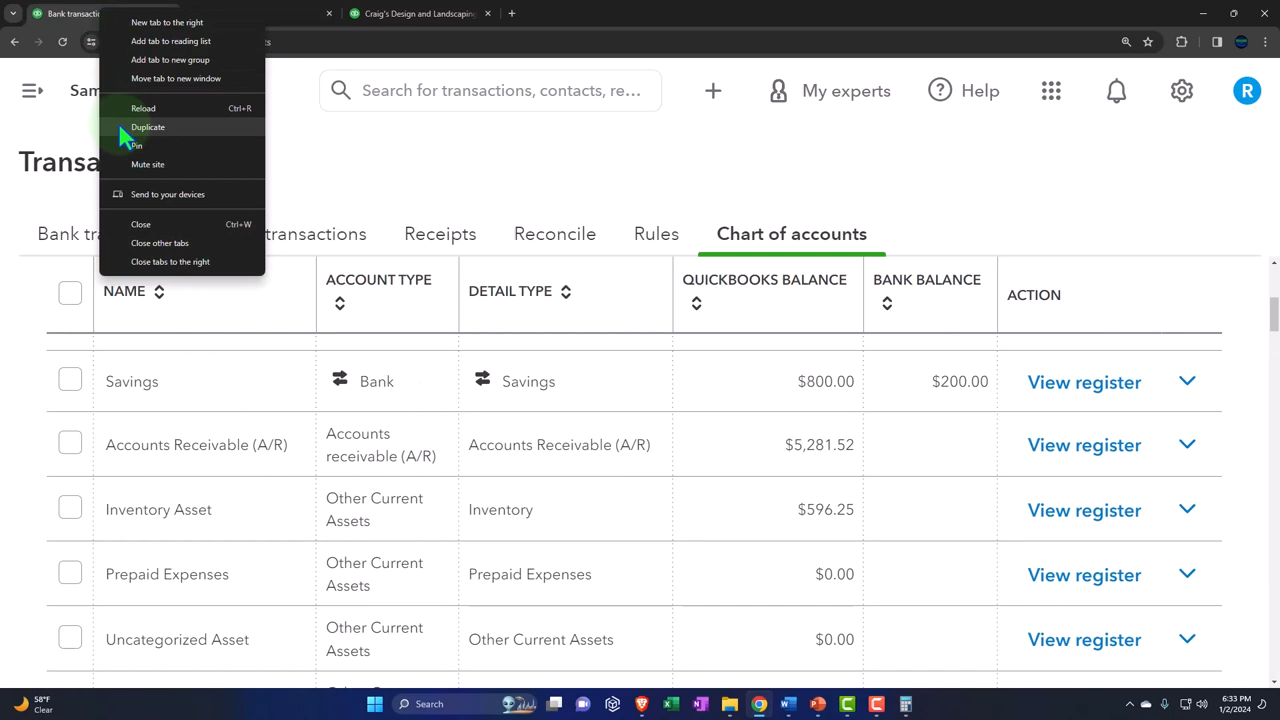 Bank transac
Craig's Design and Landscaping
New tab to the right
Add tab to reading list
Add tab to new group
Move tab to new window
Reload Ctrl+R
Duplicate
Pin
Mute site
Send to your devices
Close Ctrl+W
Close other tabs
Close tabs to the right
Sam
Search for transactions, contacts, re...
My experts
Help
R
Transa
Bank tra
transactions
Receipts
Reconcile
Rules
Chart of accounts
NAME
ACCOUNT TYPE
DETAIL TYPE
QUICKBOOKS BALANCE
BANK BALANCE
ACTION
Savings
Bank
Savings
$800.00
$200.00
View register
Accounts Receivable (A/R)
Accounts
receivable (A/R)
Accounts Receivable (A/R)
$5,281.52
View register
Inventory Asset
Other Current
Assets
Inventory
$596.25
View register
Prepaid Expenses
Other Current
Assets
Prepaid Expenses
$0.00
View register
Uncategorized Asset
Other Current
Assets
Other Current Assets
$0.00
View register
58°F
Clear
Search
6:33 PM
1/2/2024